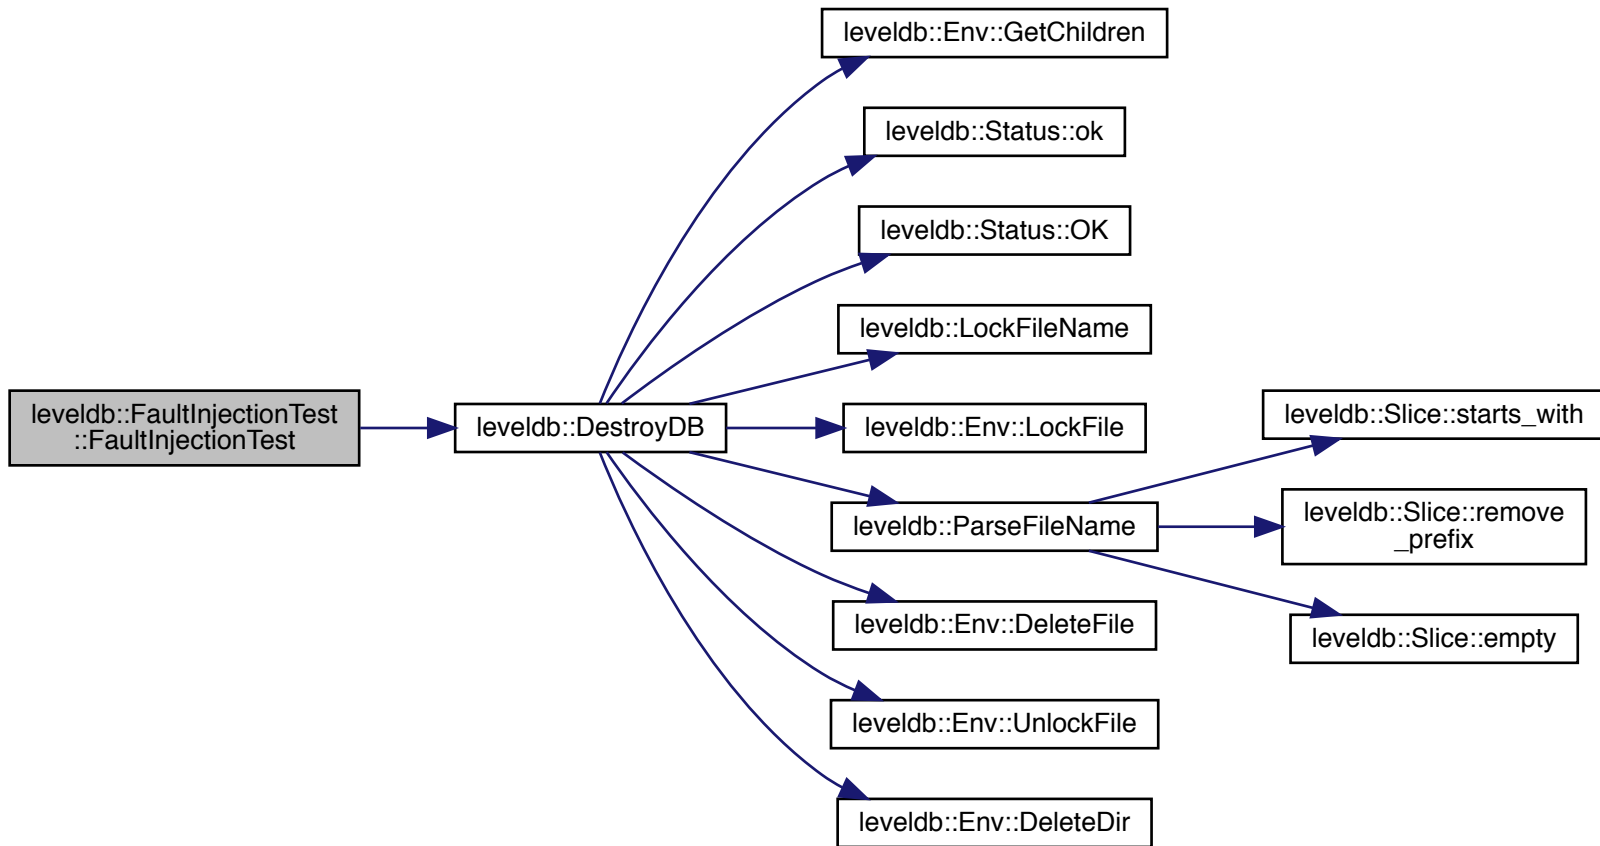 leveldb::Env::GetChildren
leveldb::Status::ok
leveldb::Status::OK
leveldb::LockFileName
leveldb::FaultInjectionTest
::FaultInjectionTest
leveldb::DestroyDB
leveldb::Env::LockFile
leveldb::Slice::starts_with
leveldb::ParseFileName
leveldb::Slice::remove
_prefix
leveldb::Env::DeleteFile
leveldb::Slice::empty
leveldb::Env::UnlockFile
leveldb::Env::DeleteDir